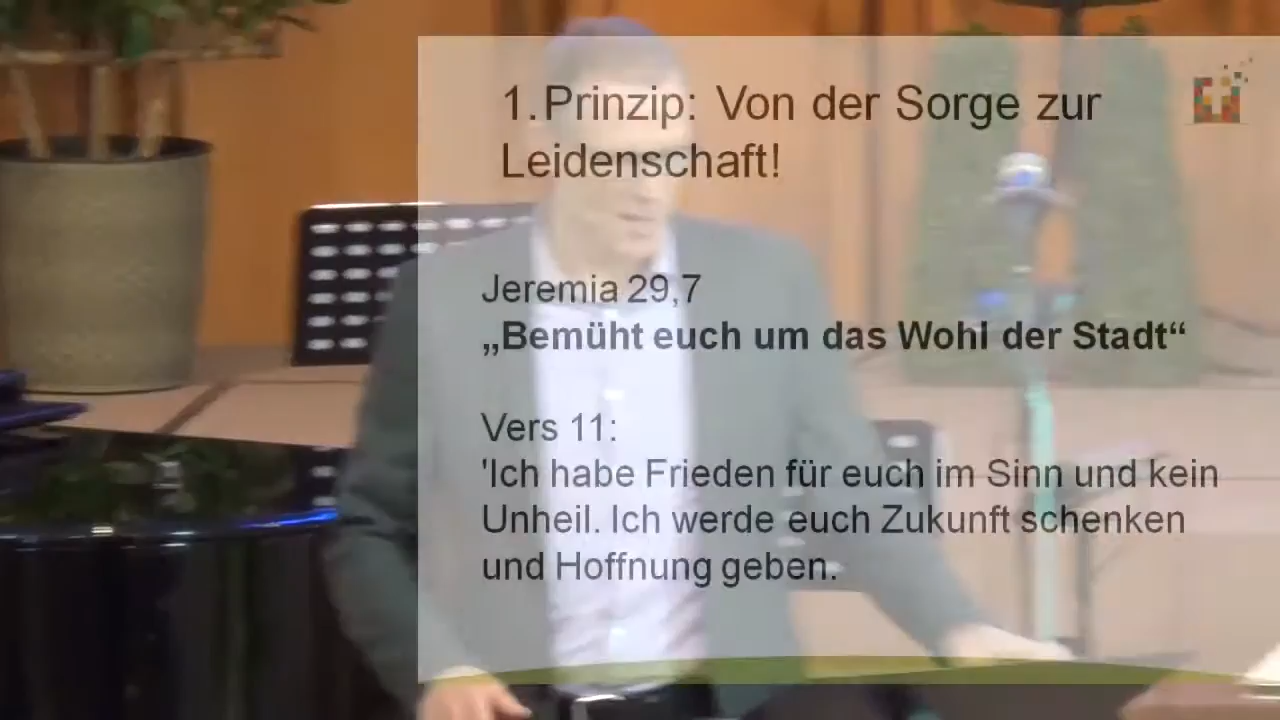 1. Prinzip: Von der Sorge zur
Leidenschaft!
Jeremia 29,7
„Bemüht euch um das Wohl der Stadt“
Vers 11:
'Ich habe Frieden für euch im Sinn und kein
Unheil. Ich werde euch Zukunft schenken
und Hoffnung geben.